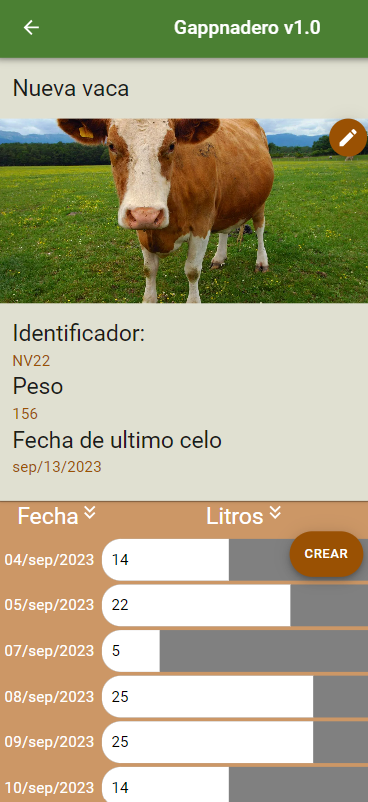 Gappnadero v1.0
Nueva vaca
Identificador:
NV22
Peso
156
Fecha de ultimo celo
sep/13/2023
Fecha Litros
CREAR
04/sep/2023 14
05/sep/2023 22
07/sep/2023 5
08/sep/2023 25
09/sep/2023 25
10/sep/2023 14